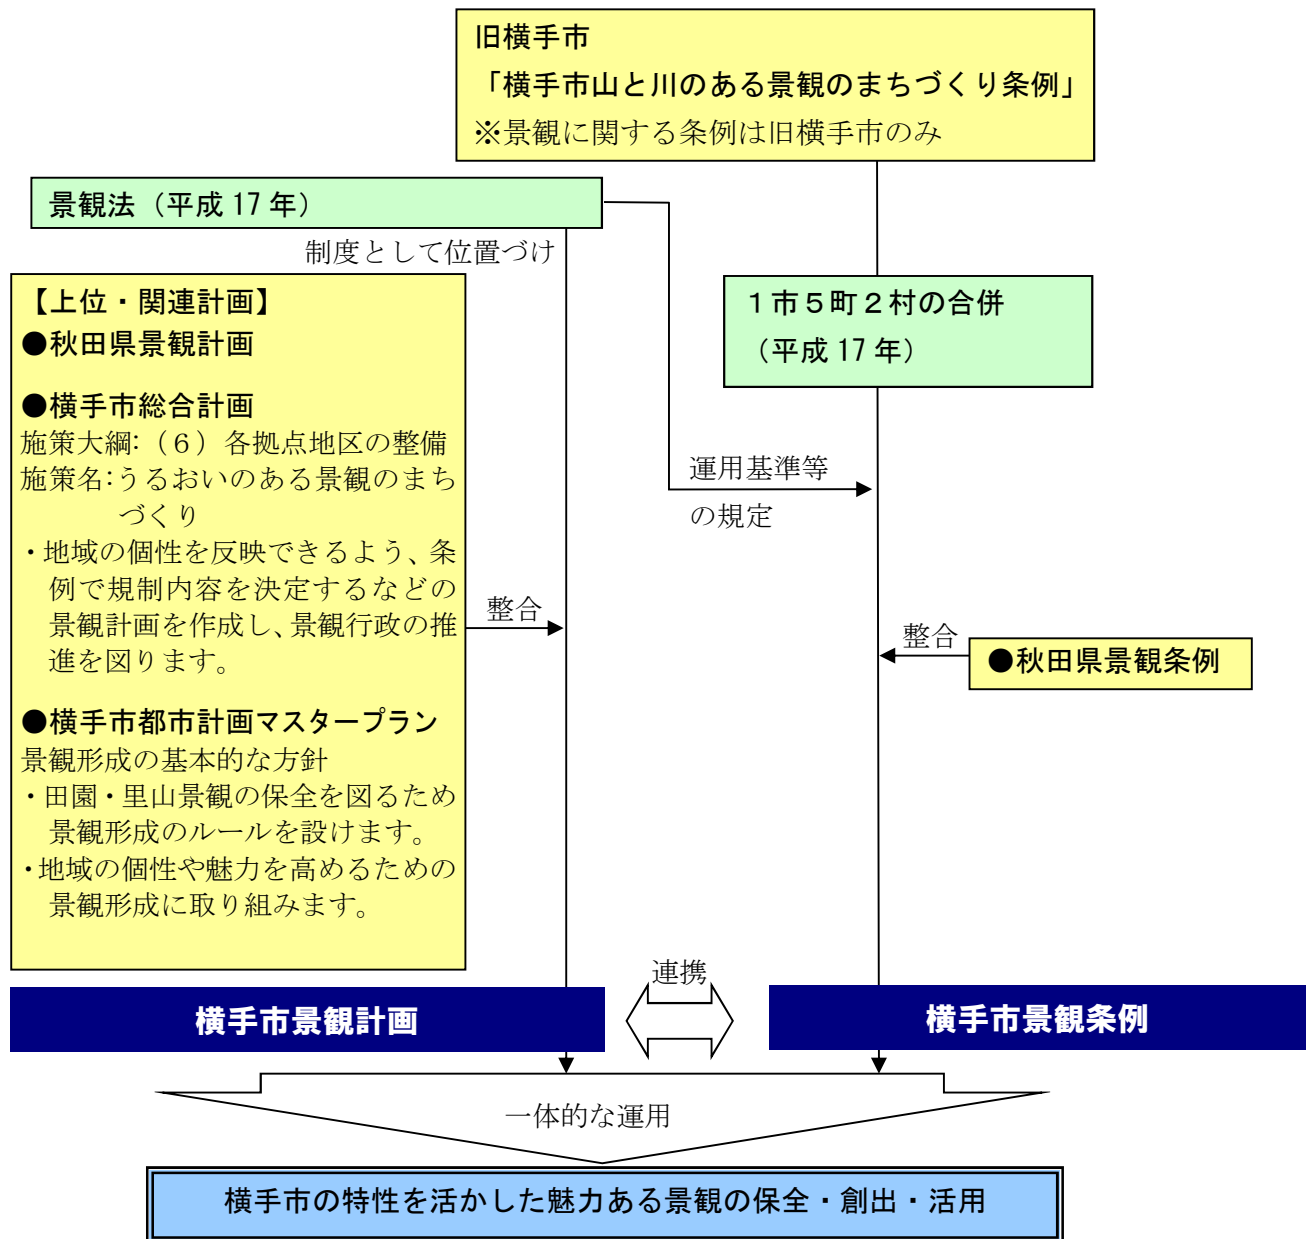 旧横手市
「横手市山と川のある景観のまちづくり条例」
※景観に関する条例は旧横手市のみ
景観法（平成 17 年）
制度として位置づけ
【上位・関連計画】
●秋田県景観計画
●横手市総合計画
施策大綱:（６）各拠点地区の整備
施策名:うるおいのある景観のまち
づくり
・地域の個性を反映できるよう、条
例で規制内容を決定するなどの
景観計画を作成し、景観行政の推
進を図ります。
●横手市都市計画マスタープラン
景観形成の基本的な方針
・田園・里山景観の保全を図るため
景観形成のルールを設けます。
・地域の個性や魅力を高めるための
景観形成に取り組みます。
整合
１市５町２村の合併
（平成 17 年）
運用基準等
の規定
整合
●秋田県景観条例
連携
横手市景観計画
横手市景観条例
一体的な運用
横手市の特性を活かした魅力ある景観の保全・創出・活用